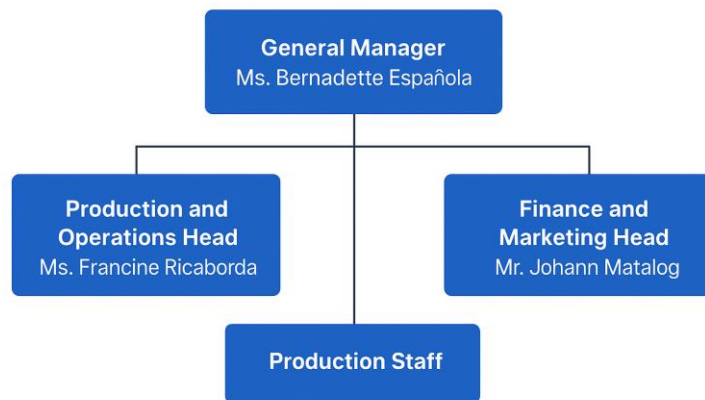 General Manager
Ms. Bernadette Española
Production and
Operations Head
Ms. Francine Ricaborda
Finance and
Marketing Head
Mr. Johann Matalog
Production Staff